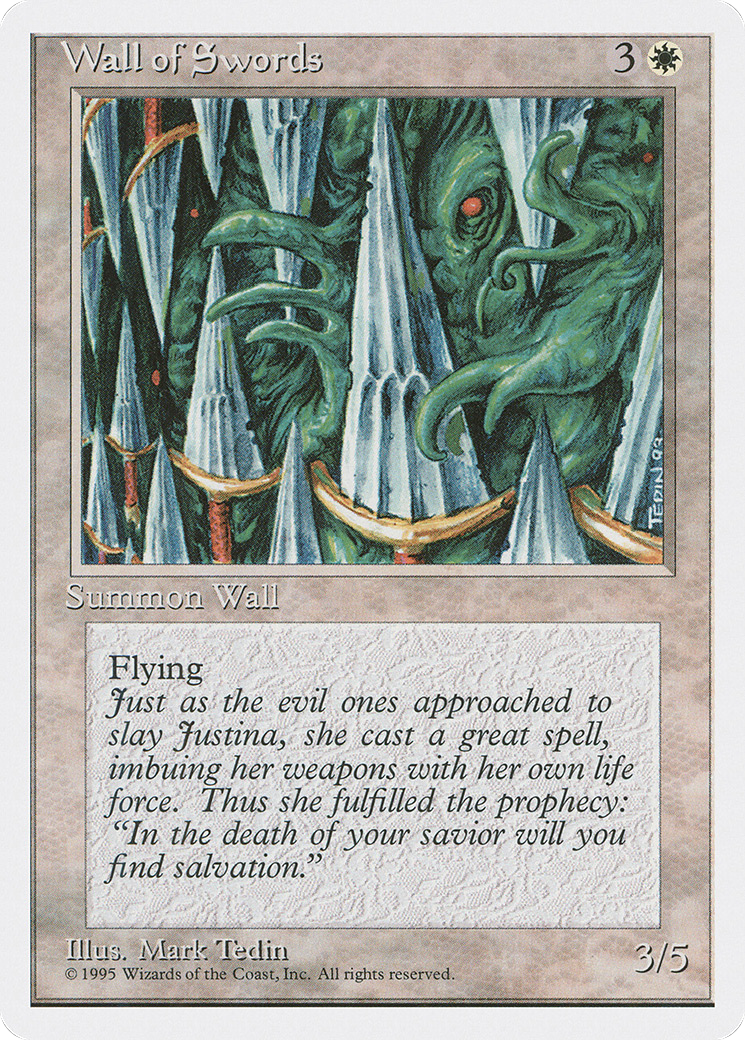 Wall of Swords 3
TEDIN 93
Summon Wall
Flying
Just as the evil ones approached to
slay Justina, she cast a great spell,
imbuing her weapons with her own life
force. Thus she fulfilled the prophecy:
“In the death of your savior will you
find salvation.”
Illus. Mark Tedin
© 1995 Wizards of the Coast, Inc. All rights reserved.
3/5